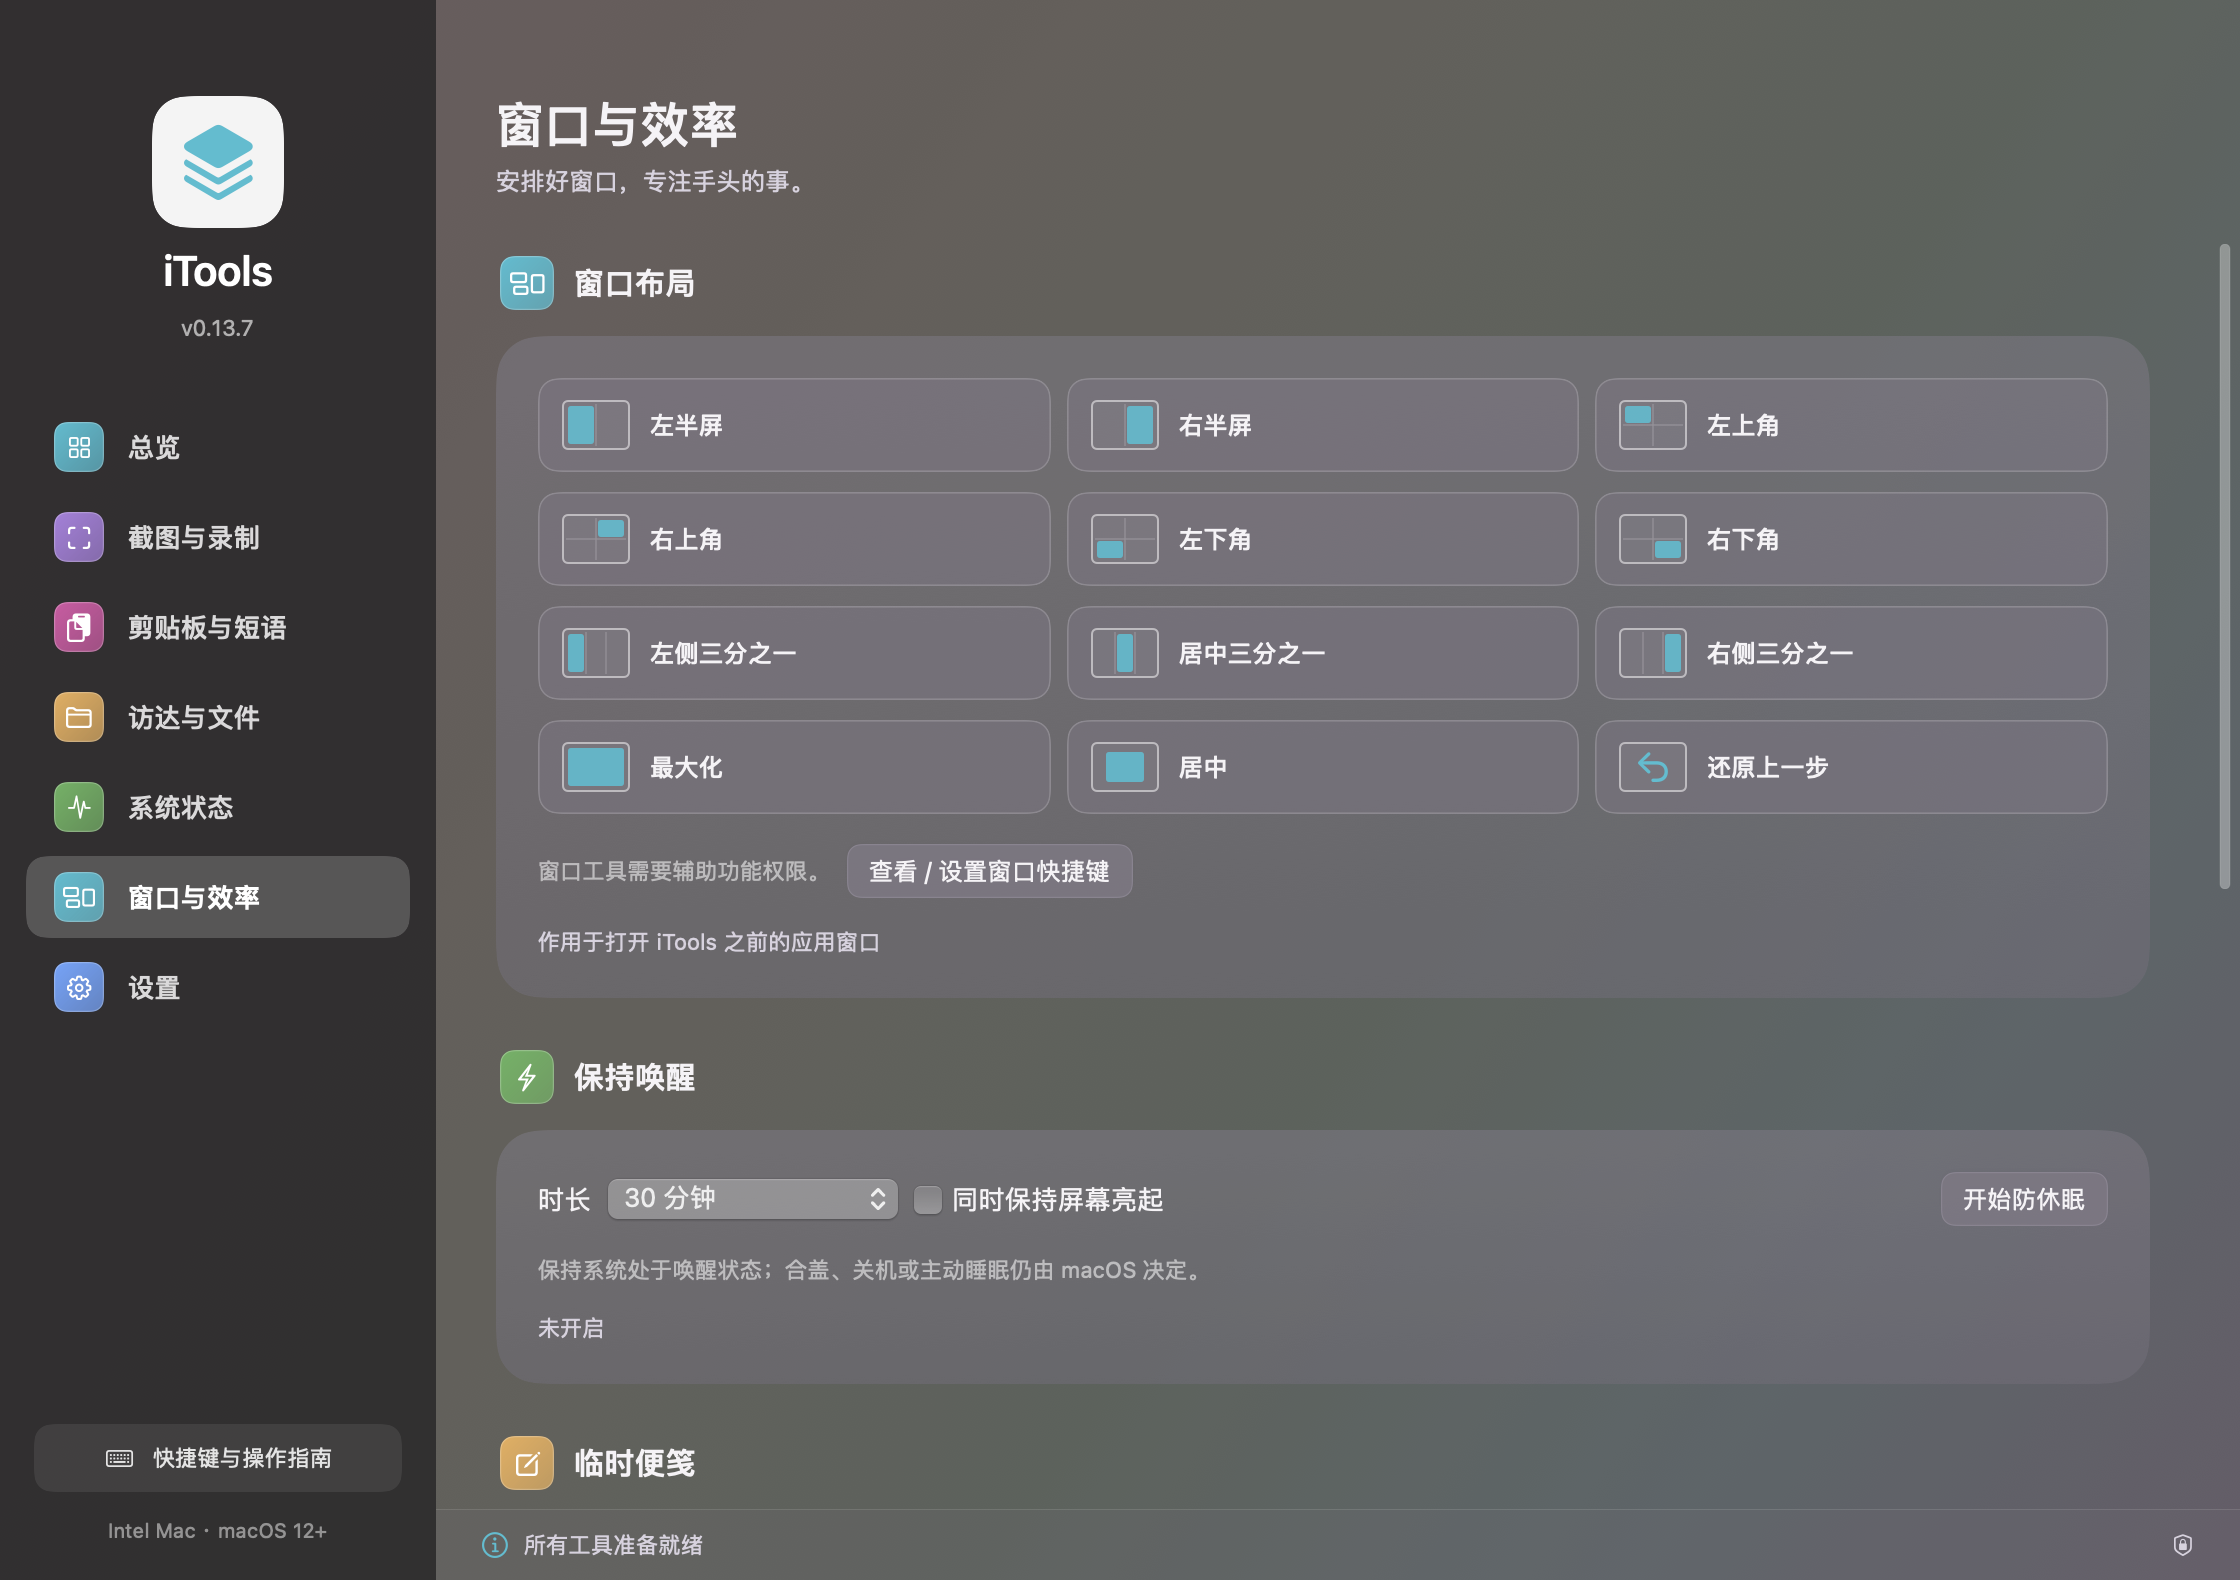 iTools
v0.13.7
总览
截图与录制
剪贴板与短语
访达与文件
系统状态
窗口与效率
设置
快捷键与操作指南
Intel Mac · macOS 12+
窗口与效率
安排好窗口，专注手头的事。
窗口布局
左半屏
右半屏
左上角
右上角
左下角
右下角
左侧三分之一
居中三分之一
右侧三分之一
最大化
居中
还原上一步
窗口工具需要辅助功能权限。
查看 / 设置窗口快捷键
作用于打开 iTools 之前的应用窗口
保持唤醒
时长
30 分钟
同时保持屏幕亮起
开始防休眠
保持系统处于唤醒状态；合盖、关机或主动睡眠仍由 macOS 决定。
未开启
临时便笺
所有工具准备就绪